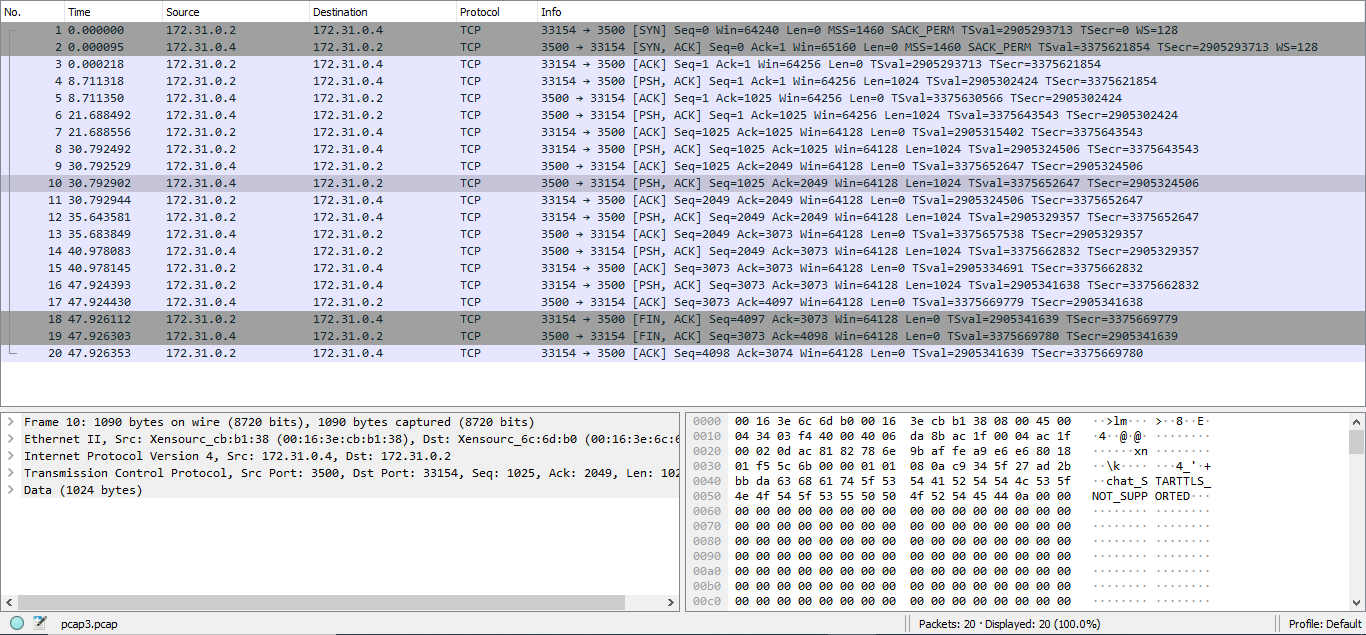 No. Time Source Destination Protocol Info
1 0.000000 172.31.0.2 172.31.0.4 TCP 33154 → 3500 [SYN] Seq=0 Win=64240 Len=0 MSS=1460 SACK_PERM TSval=2905293713 TSecr=0 WS=128
2 0.000095 172.31.0.4 172.31.0.2 TCP 3500 → 33154 [SYN, ACK] Seq=0 Ack=1 Win=65160 Len=0 MSS=1460 SACK_PERM TSval=3375621854 TSecr=2905293713 WS=128
3 0.000218 172.31.0.2 172.31.0.4 TCP 33154 → 3500 [ACK] Seq=1 Ack=1 Win=64256 Len=0 TSval=2905293713 TSecr=3375621854
4 8.711318 172.31.0.2 172.31.0.4 TCP 33154 → 3500 [PSH, ACK] Seq=1 Ack=1 Win=64256 Len=1024 TSval=2905302424 TSecr=3375621854
5 8.711350 172.31.0.4 172.31.0.2 TCP 3500 → 33154 [ACK] Seq=1 Ack=1025 Win=64256 Len=0 TSval=3375630566 TSecr=2905302424
6 21.688492 172.31.0.4 172.31.0.2 TCP 3500 → 33154 [PSH, ACK] Seq=1 Ack=1025 Win=64256 Len=1024 TSval=3375643543 TSecr=2905302424
7 21.688556 172.31.0.2 172.31.0.4 TCP 33154 → 3500 [ACK] Seq=1025 Ack=1025 Win=64128 Len=0 TSval=2905315402 TSecr=3375643543
8 30.792492 172.31.0.2 172.31.0.4 TCP 33154 → 3500 [PSH, ACK] Seq=1025 Ack=1025 Win=64128 Len=1024 TSval=2905324506 TSecr=3375643543
9 30.792529 172.31.0.4 172.31.0.2 TCP 3500 → 33154 [ACK] Seq=1025 Ack=2049 Win=64128 Len=0 TSval=3375652647 TSecr=2905324506
10 30.792902 172.31.0.4 172.31.0.2 TCP 3500 → 33154 [PSH, ACK] Seq=1025 Ack=2049 Win=64128 Len=1024 TSval=3375652647 TSecr=2905324506
11 30.792944 172.31.0.2 172.31.0.4 TCP 33154 → 3500 [ACK] Seq=2049 Ack=2049 Win=64128 Len=0 TSval=2905324506 TSecr=3375652647
12 35.643581 172.31.0.2 172.31.0.4 TCP 33154 → 3500 [PSH, ACK] Seq=2049 Ack=2049 Win=64128 Len=1024 TSval=2905329357 TSecr=3375652647
13 35.683849 172.31.0.4 172.31.0.2 TCP 3500 → 33154 [ACK] Seq=2049 Ack=3073 Win=64128 Len=0 TSval=3375657538 TSecr=2905329357
14 40.978083 172.31.0.4 172.31.0.2 TCP 3500 → 33154 [PSH, ACK] Seq=2049 Ack=3073 Win=64128 Len=1024 TSval=3375662832 TSecr=2905329357
15 40.978145 172.31.0.2 172.31.0.4 TCP 33154 → 3500 [ACK] Seq=3073 Ack=3073 Win=64128 Len=0 TSval=2905334691 TSecr=3375662832
16 47.924393 172.31.0.2 172.31.0.4 TCP 33154 → 3500 [PSH, ACK] Seq=3073 Ack=3073 Win=64128 Len=1024 TSval=2905341638 TSecr=3375662832
17 47.924430 172.31.0.4 172.31.0.2 TCP 3500 → 33154 [ACK] Seq=3073 Ack=4097 Win=64128 Len=0 TSval=3375669779 TSecr=2905341638
18 47.926112 172.31.0.2 172.31.0.4 TCP 33154 → 3500 [FIN, ACK] Seq=4097 Ack=3073 Win=64128 Len=0 TSval=2905341639 TSecr=3375669779
19 47.926303 172.31.0.4 172.31.0.2 TCP 3500 → 33154 [FIN, ACK] Seq=3073 Ack=4098 Win=64128 Len=0 TSval=3375669780 TSecr=2905341639
20 47.926353 172.31.0.2 172.31.0.4 TCP 33154 → 3500 [ACK] Seq=4098 Ack=3074 Win=64128 Len=0 TSval=2905341639 TSecr=3375669780
Frame 10: 1090 bytes on wire (8720 bits), 1090 bytes captured (8720 bits)
Ethernet II, Src: Xensourc_cb:b1:38 (00:16:3e:cb:b1:38), Dst: Xensourc_6c:6d:b0 (00:16:3e:6c:6
Internet Protocol Version 4, Src: 172.31.0.4, Dst: 172.31.0.2
Transmission Control Protocol, Src Port: 3500, Dst Port: 33154, Seq: 1025, Ack: 2049, Len: 102
Data (1024 bytes)
0000 00 16 3e 6c 6d b0 00 16 3e cb b1 38 08 00 45 00 ··>lm··· >··8··E·
0010 04 34 03 f4 40 00 40 06 da 8b ac 1f 00 04 ac 1f ·4··@·@· ········
0020 00 02 0d ac 81 82 78 6e 9b af fe a9 e6 e6 80 18 ······xn ········
0030 01 f5 5c 6b 00 00 01 01 08 0a c9 34 5f 27 ad 2b ··\k···· ···4_'·+
0040 bb da 63 68 61 74 5f 53 54 41 52 54 54 4c 53 5f ··chat_S TARTTLS_
0050 4e 4f 54 5f 53 55 50 50 4f 52 54 45 44 0a 00 00 NOT_SUPP ORTED···
0060 00 00 00 00 00 00 00 00 00 00 00 00 00 00 00 00 ········ ········
0070 00 00 00 00 00 00 00 00 00 00 00 00 00 00 00 00 ········ ········
0080 00 00 00 00 00 00 00 00 00 00 00 00 00 00 00 00 ········ ········
0090 00 00 00 00 00 00 00 00 00 00 00 00 00 00 00 00 ········ ········
00a0 00 00 00 00 00 00 00 00 00 00 00 00 00 00 00 00 ········ ········
00b0 00 00 00 00 00 00 00 00 00 00 00 00 00 00 00 00 ········ ········
00c0 00 00 00 00 00 00 00 00 00 00 00 00 00 00 00 00 ········ ········
pcap3.pcap Packets: 20 · Displayed: 20 (100.0%) Profile: Default